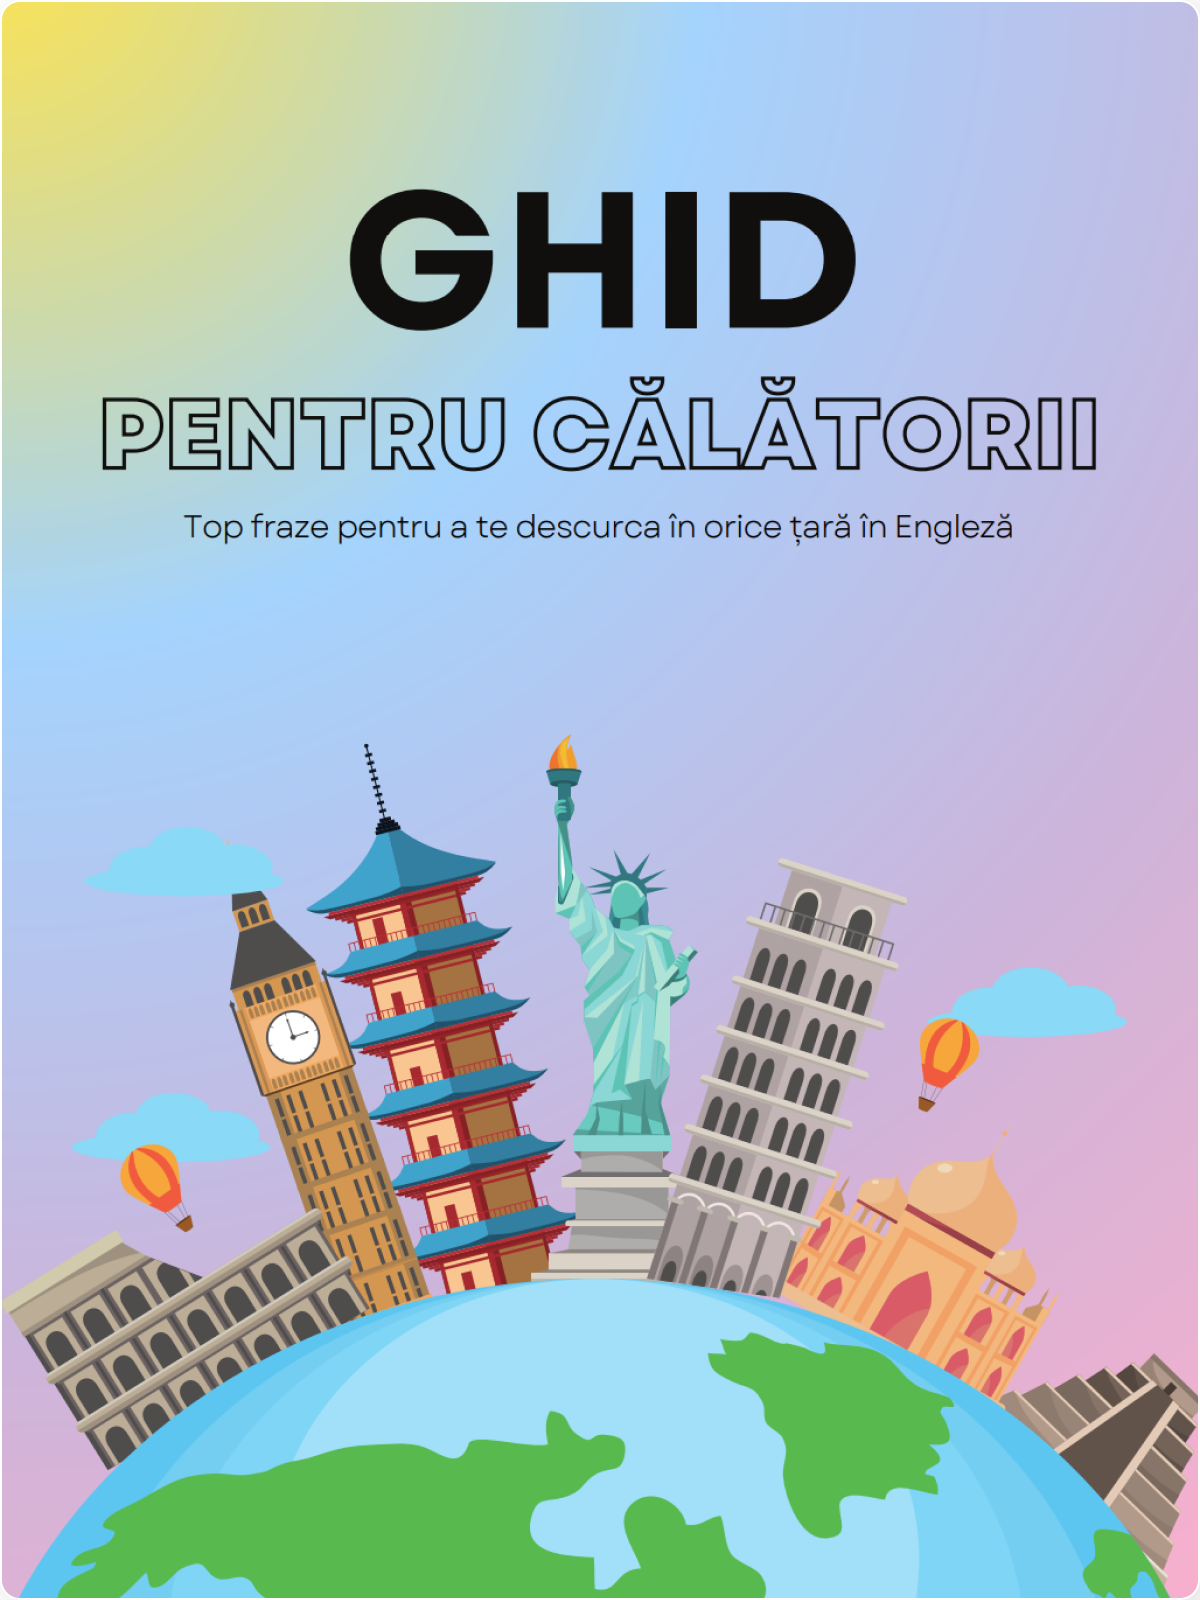 GHID
PENTRU CĂLĂTORII
Top fraze pentru a te descurca în orice țară în Engleză